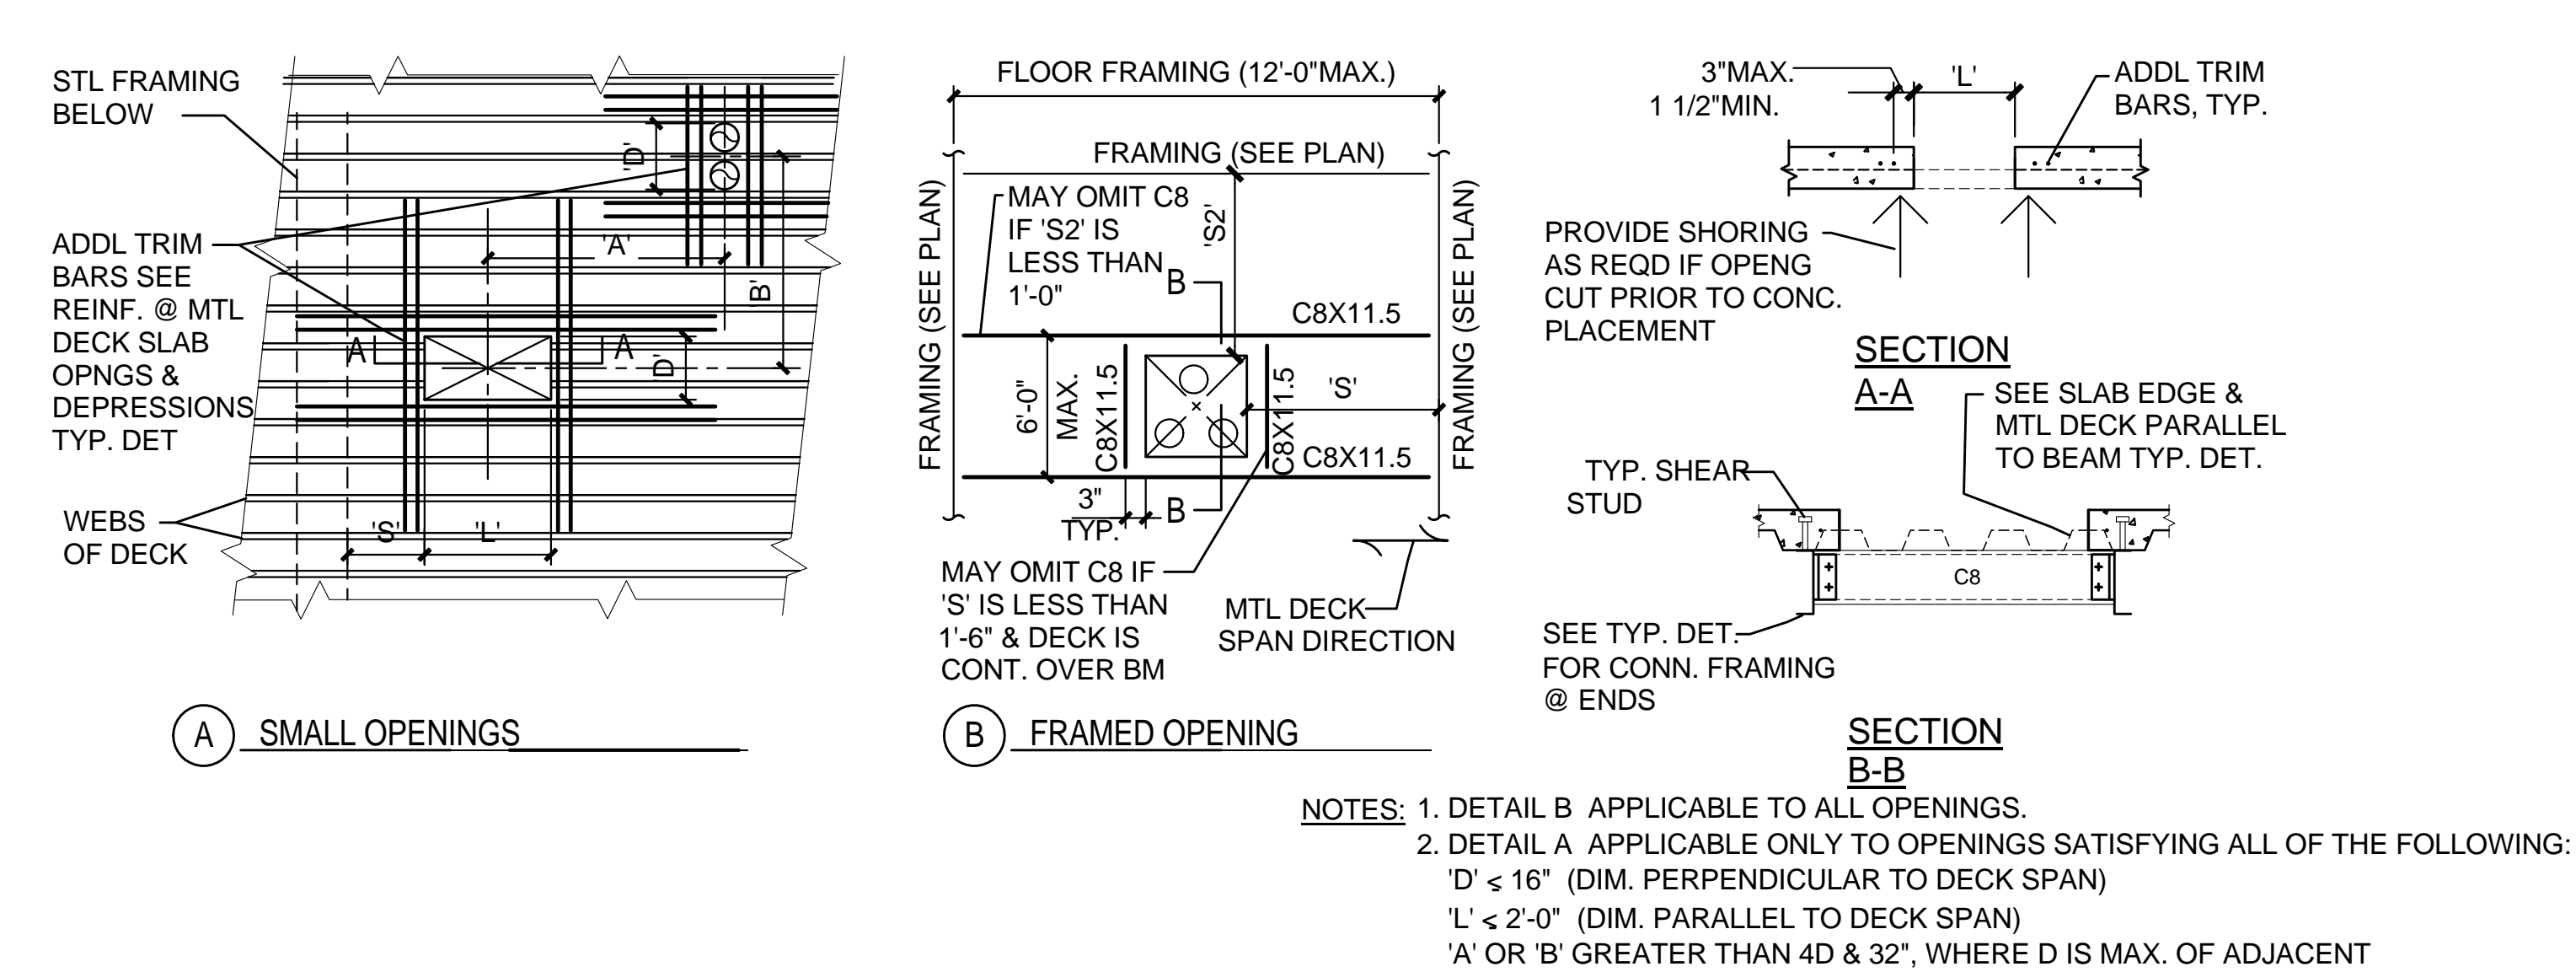 STL FRAMING
BELOW
ADDL TRIM
BARS SEE
REINF. @ MTL
DECK SLAB
OPNGS &
DEPRESSIONS
TYP. DET
WEBS
OF DECK
'D'
'A'
'B'
A
A
'D'
'S'
'L'
A
SMALL OPENINGS
FLOOR FRAMING (12'-0"MAX.)
FRAMING (SEE PLAN)
FRAMING (SEE PLAN)
FRAMING (SEE PLAN)
MAY OMIT C8
IF 'S2' IS
LESS THAN
1'-0"
'S2'
B
C8X11.5
6'-0"
MAX.
C8X11.5
C8X11.5
'S'
C8X11.5
3"
TYP.
B
MAY OMIT C8 IF
'S' IS LESS THAN
1'-6" & DECK IS
CONT. OVER BM
MTL DECK
SPAN DIRECTION
B
FRAMED OPENING
3"MAX.
1 1/2"MIN.
'L'
ADDL TRIM
BARS, TYP.
PROVIDE SHORING
AS REQD IF OPENG
CUT PRIOR TO CONC.
PLACEMENT
SECTION
A-A
SEE SLAB EDGE &
MTL DECK PARALLEL
TO BEAM TYP. DET.
TYP. SHEAR
STUD
C8
SEE TYP. DET.
FOR CONN. FRAMING
@ ENDS
SECTION
B-B
NOTES: 1. DETAIL B APPLICABLE TO ALL OPENINGS.
2. DETAIL A APPLICABLE ONLY TO OPENINGS SATISFYING ALL OF THE FOLLOWING:
'D' ≤ 16" (DIM. PERPENDICULAR TO DECK SPAN)
'L' ≤ 2'-0" (DIM. PARALLEL TO DECK SPAN)
'A' OR 'B' GREATER THAN 4D & 32", WHERE D IS MAX. OF ADJACENT